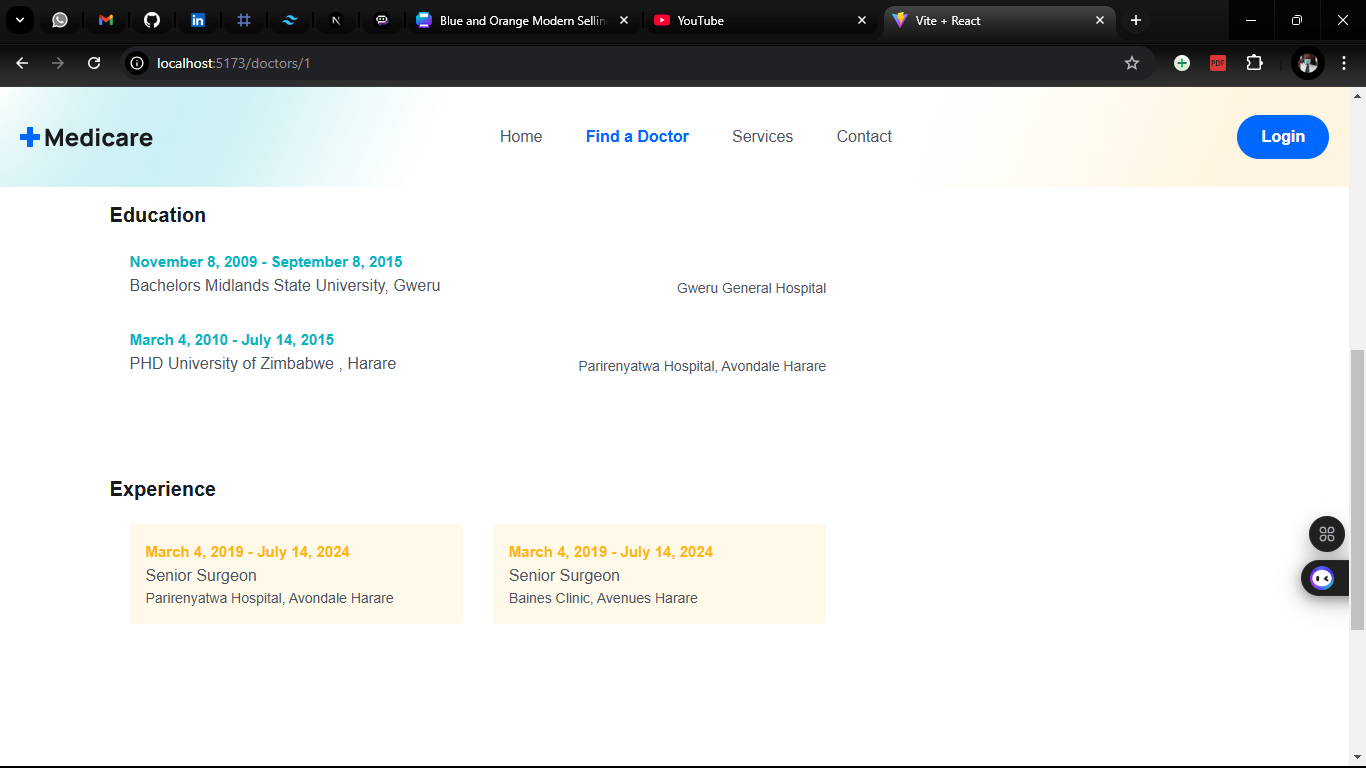 Blue and Orange Modern Sellin
YouTube
Vite + React
localhost:5173/doctors/1
PDF
N
Medicare
Home
Find a Doctor
Services
Contact
Login
Education
November 8, 2009 - September 8, 2015
Bachelors Midlands State University, Gweru
Gweru General Hospital
March 4, 2010 - July 14, 2015
PHD University of Zimbabwe , Harare
Parirenyatwa Hospital, Avondale Harare
Experience
March 4, 2019 - July 14, 2024
Senior Surgeon
Parirenyatwa Hospital, Avondale Harare
March 4, 2019 - July 14, 2024
Senior Surgeon
Baines Clinic, Avenues Harare